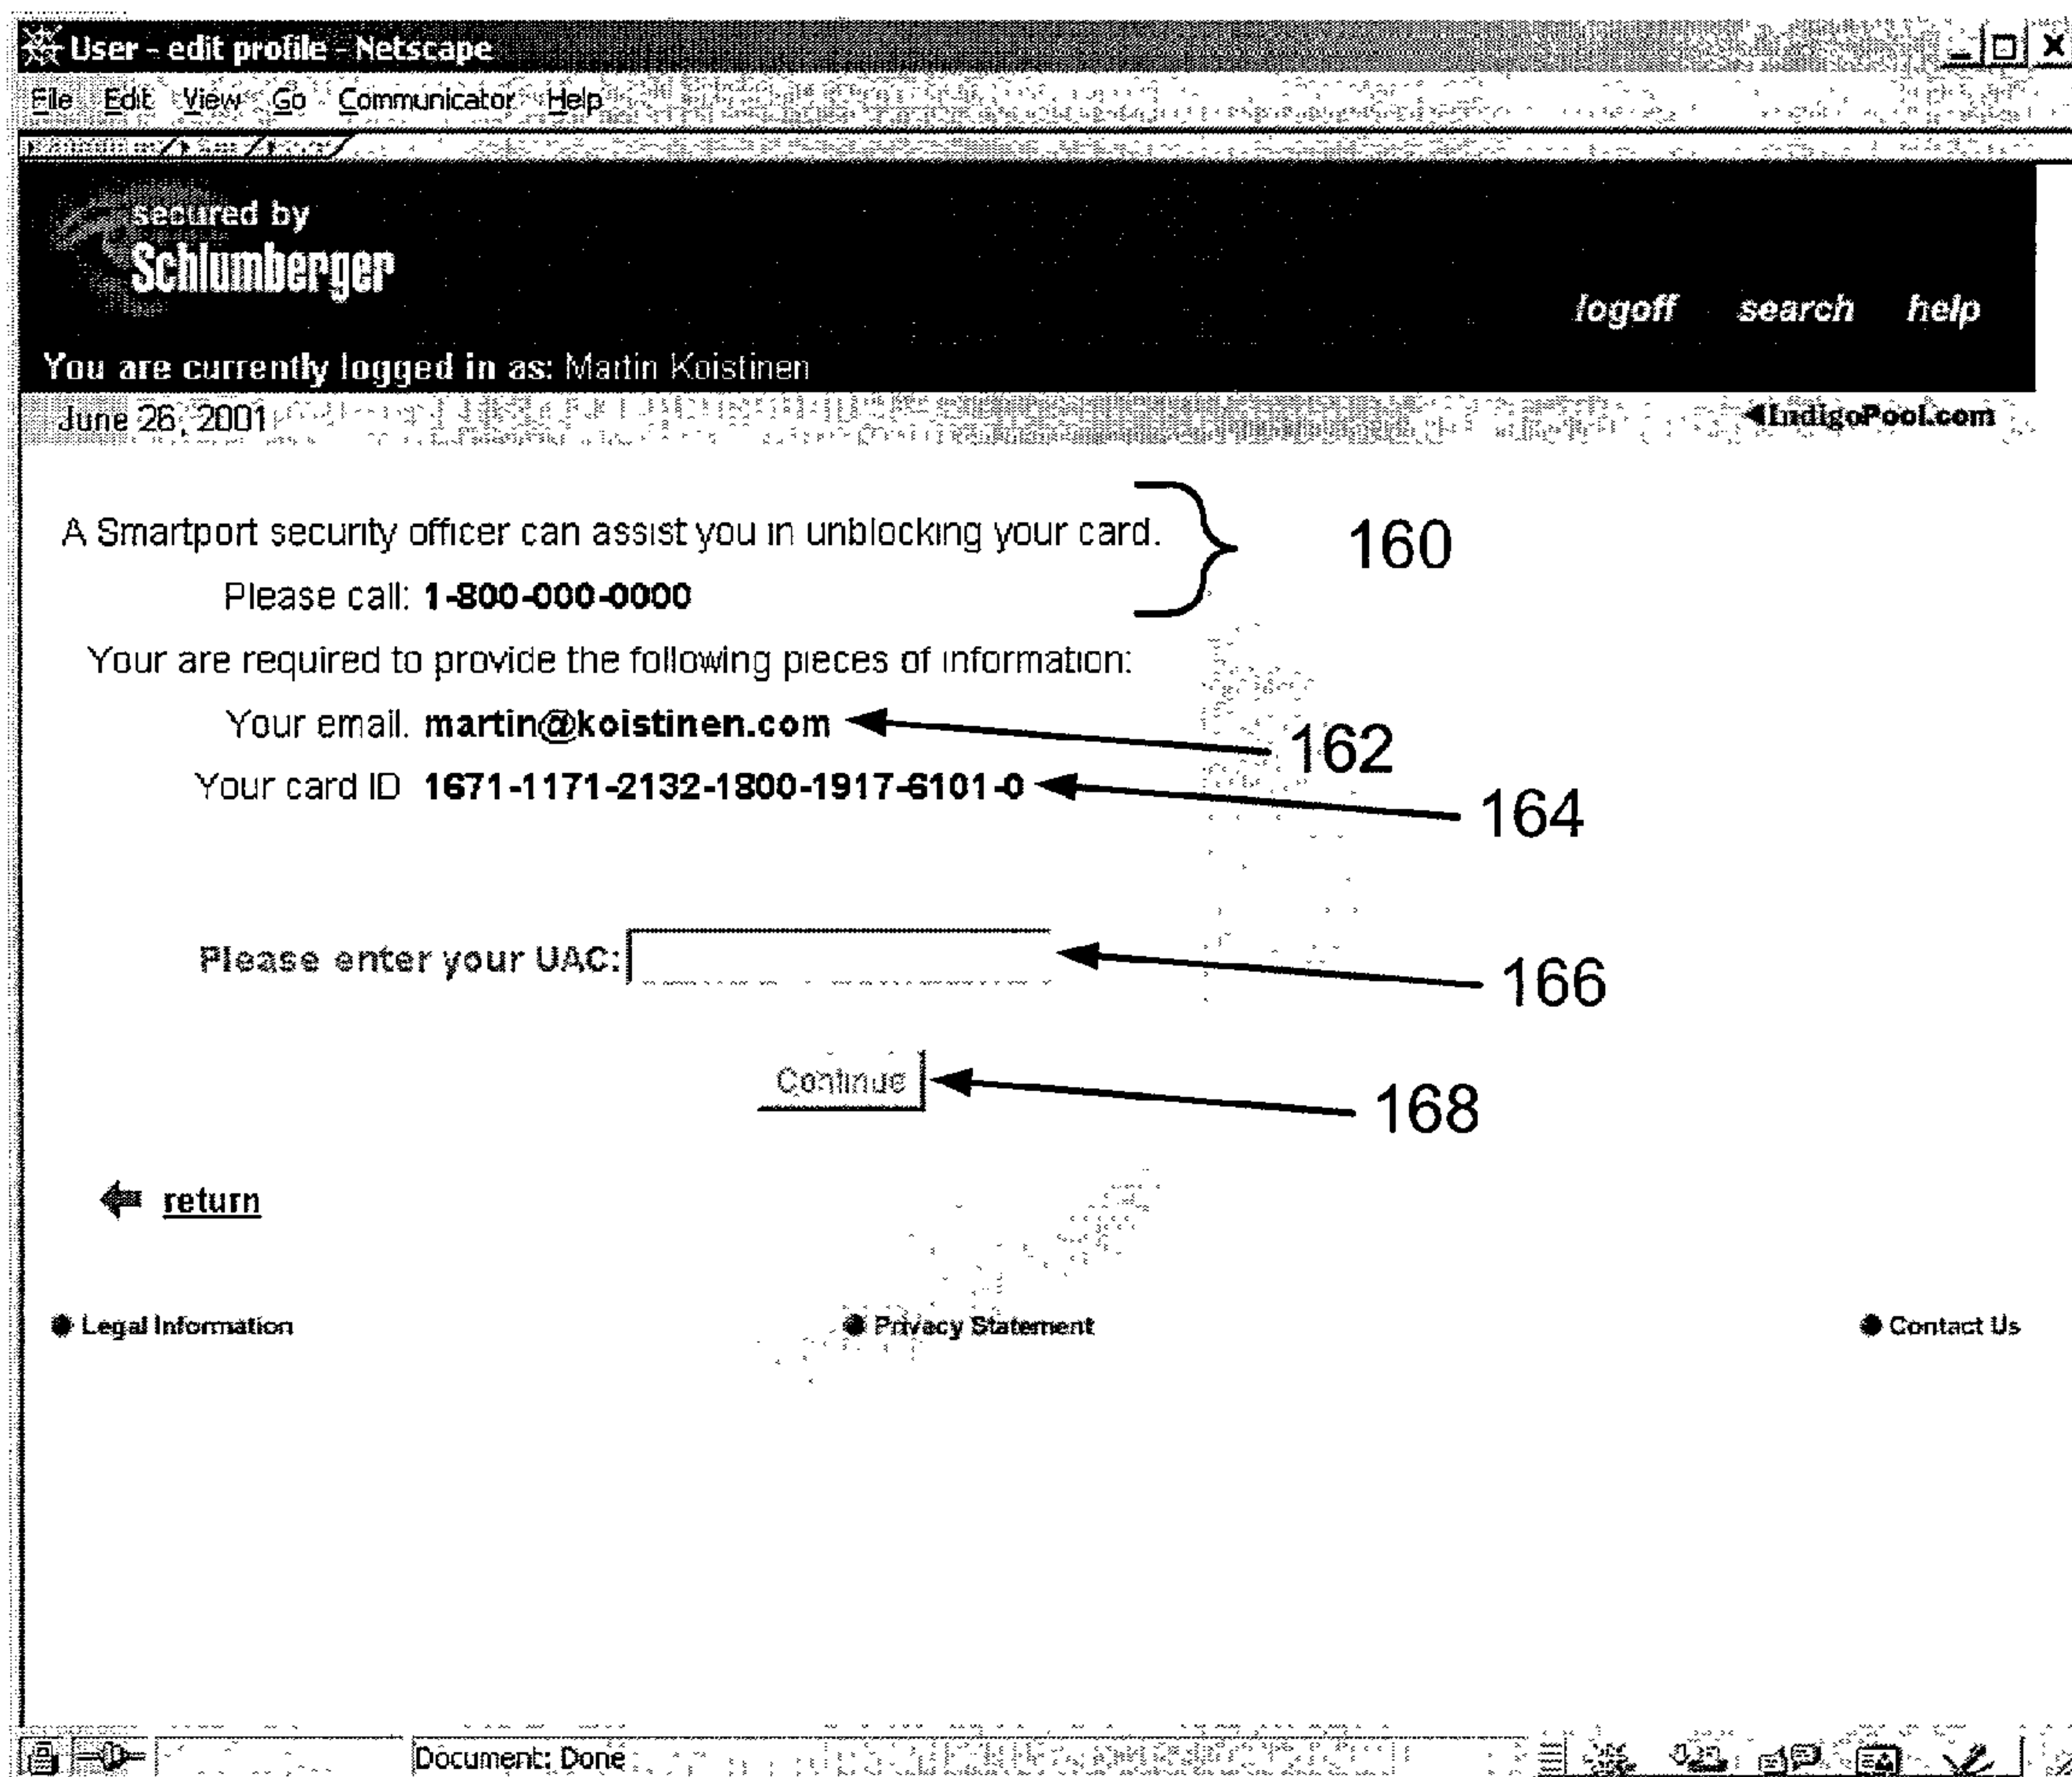 User - edit profile - Netscape
File Edit View Go Communicator Help
secured by
Schlumberger
logoff search help
You are currently logged in as: Martin Koistinen
June 26, 2001
IndigoPool.com
A Smartport security officer can assist you in unblocking your card.
160
Please call: 1-800-000-0000
Your are required to provide the following pieces of information:
Your email. martin@koistinen.com
162
Your card ID 1671-1171-2132-1800-1917-6101-0
164
Please enter your UAC:
166
Continue
168
return
Legal Information Privacy Statement Contact Us
Document: Done